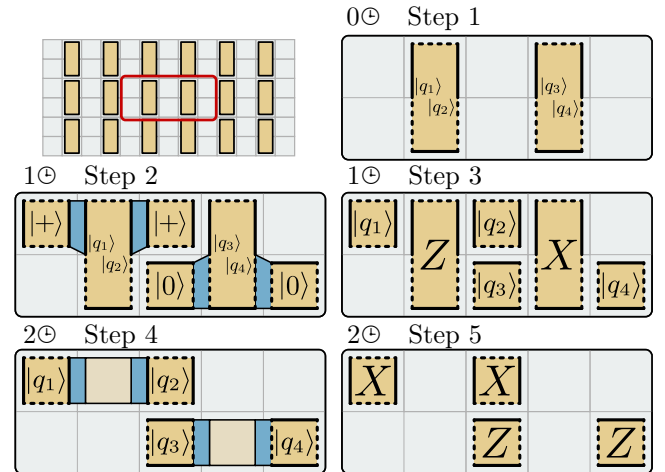 0🕒 Step 1
|q₁⟩ |q₃⟩
|q₂⟩ |q₄⟩
1🕒 Step 2
|+⟩ |+⟩
|q₁⟩ |q₃⟩
|q₂⟩ |q₄⟩
|0⟩ |0⟩
1🕒 Step 3
|q₁⟩ |q₂⟩
Z X
|q₃⟩ |q₄⟩
2🕒 Step 4
|q₁⟩ |q₂⟩
|q₃⟩ |q₄⟩
2🕒 Step 5
X X
Z Z